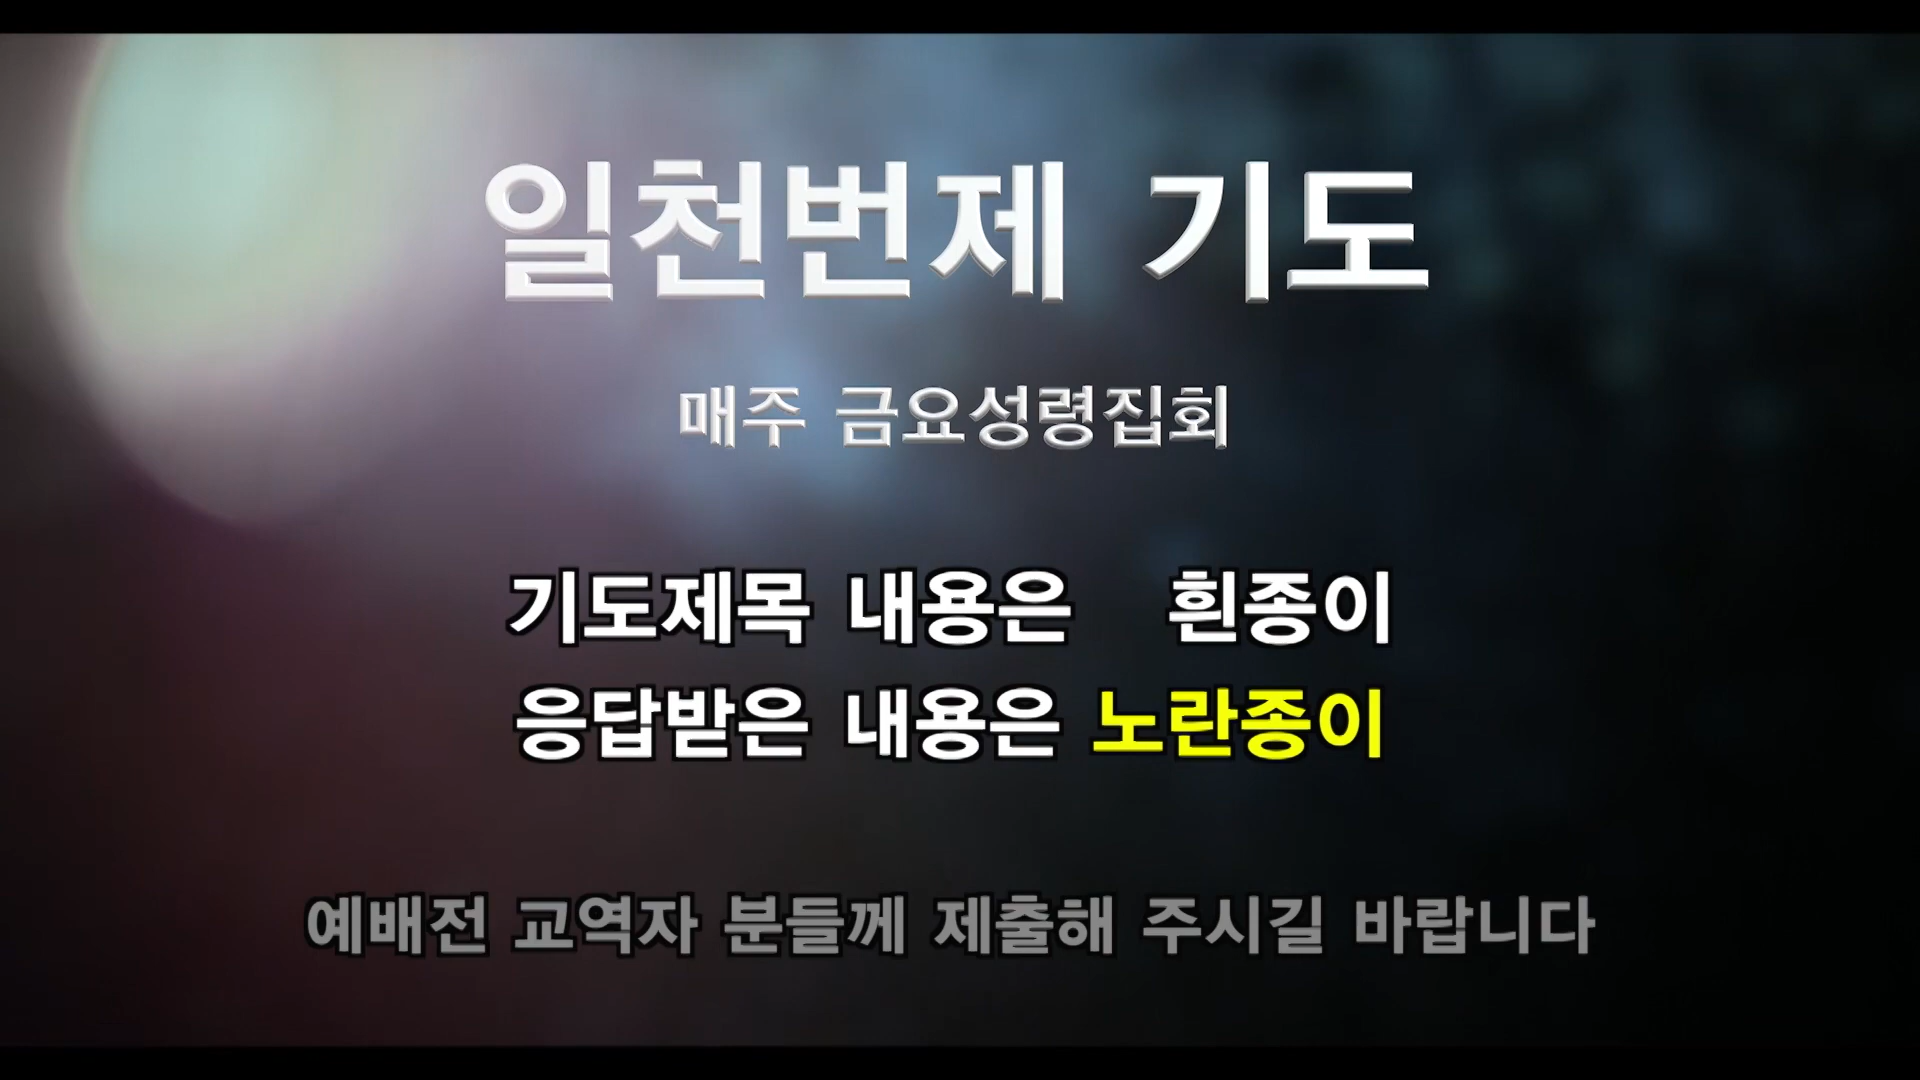 일천번제 기도
매주 금요성령집회
기도제목 내용은 흰종이
응답받은 내용은 노란종이
예배전 교역자 분들께 제출해 주시길 바랍니다